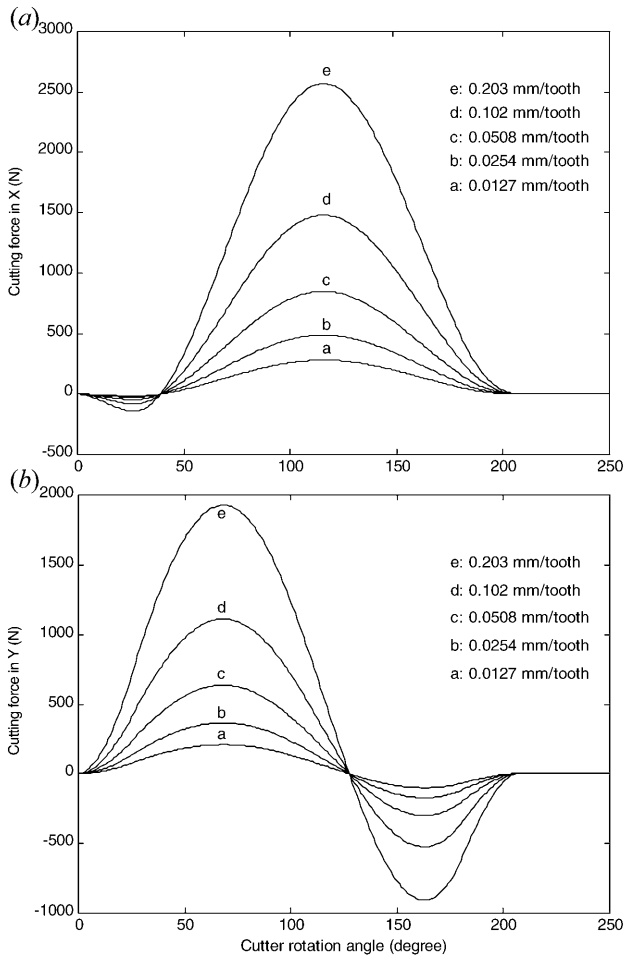 (a)
3000
2500
2000
1500
1000
500
0
-500
Cutting force in X (N)
e
d
c
b
a
e: 0.203 mm/tooth
d: 0.102 mm/tooth
c: 0.0508 mm/tooth
b: 0.0254 mm/tooth
a: 0.0127 mm/tooth
0 50 100 150 200 250
(b)
2000
1500
1000
500
0
-500
-1000
Cutting force in Y (N)
e
d
c
b
a
e: 0.203 mm/tooth
d: 0.102 mm/tooth
c: 0.0508 mm/tooth
b: 0.0254 mm/tooth
a: 0.0127 mm/tooth
0 50 100 150 200 250
Cutter rotation angle (degree)